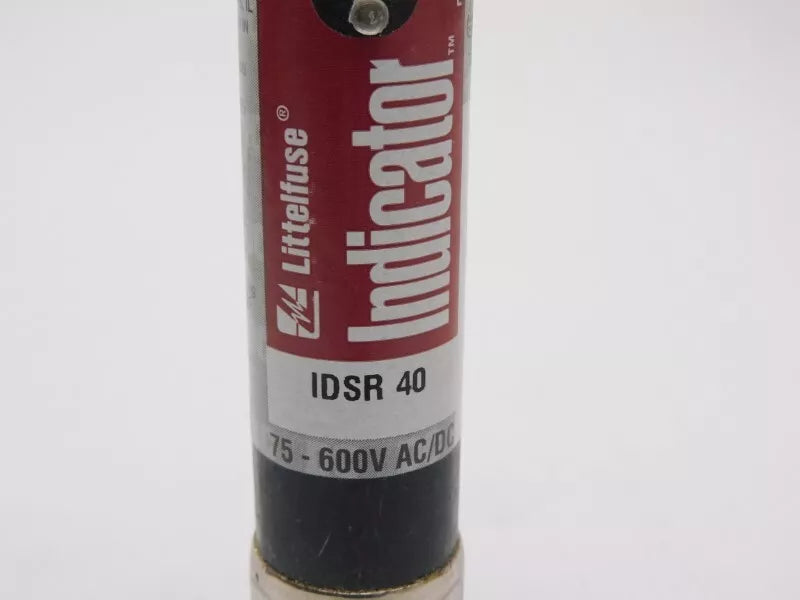 Littelfuse®
Indicator™
IDSR 40
75 - 600V AC/DC